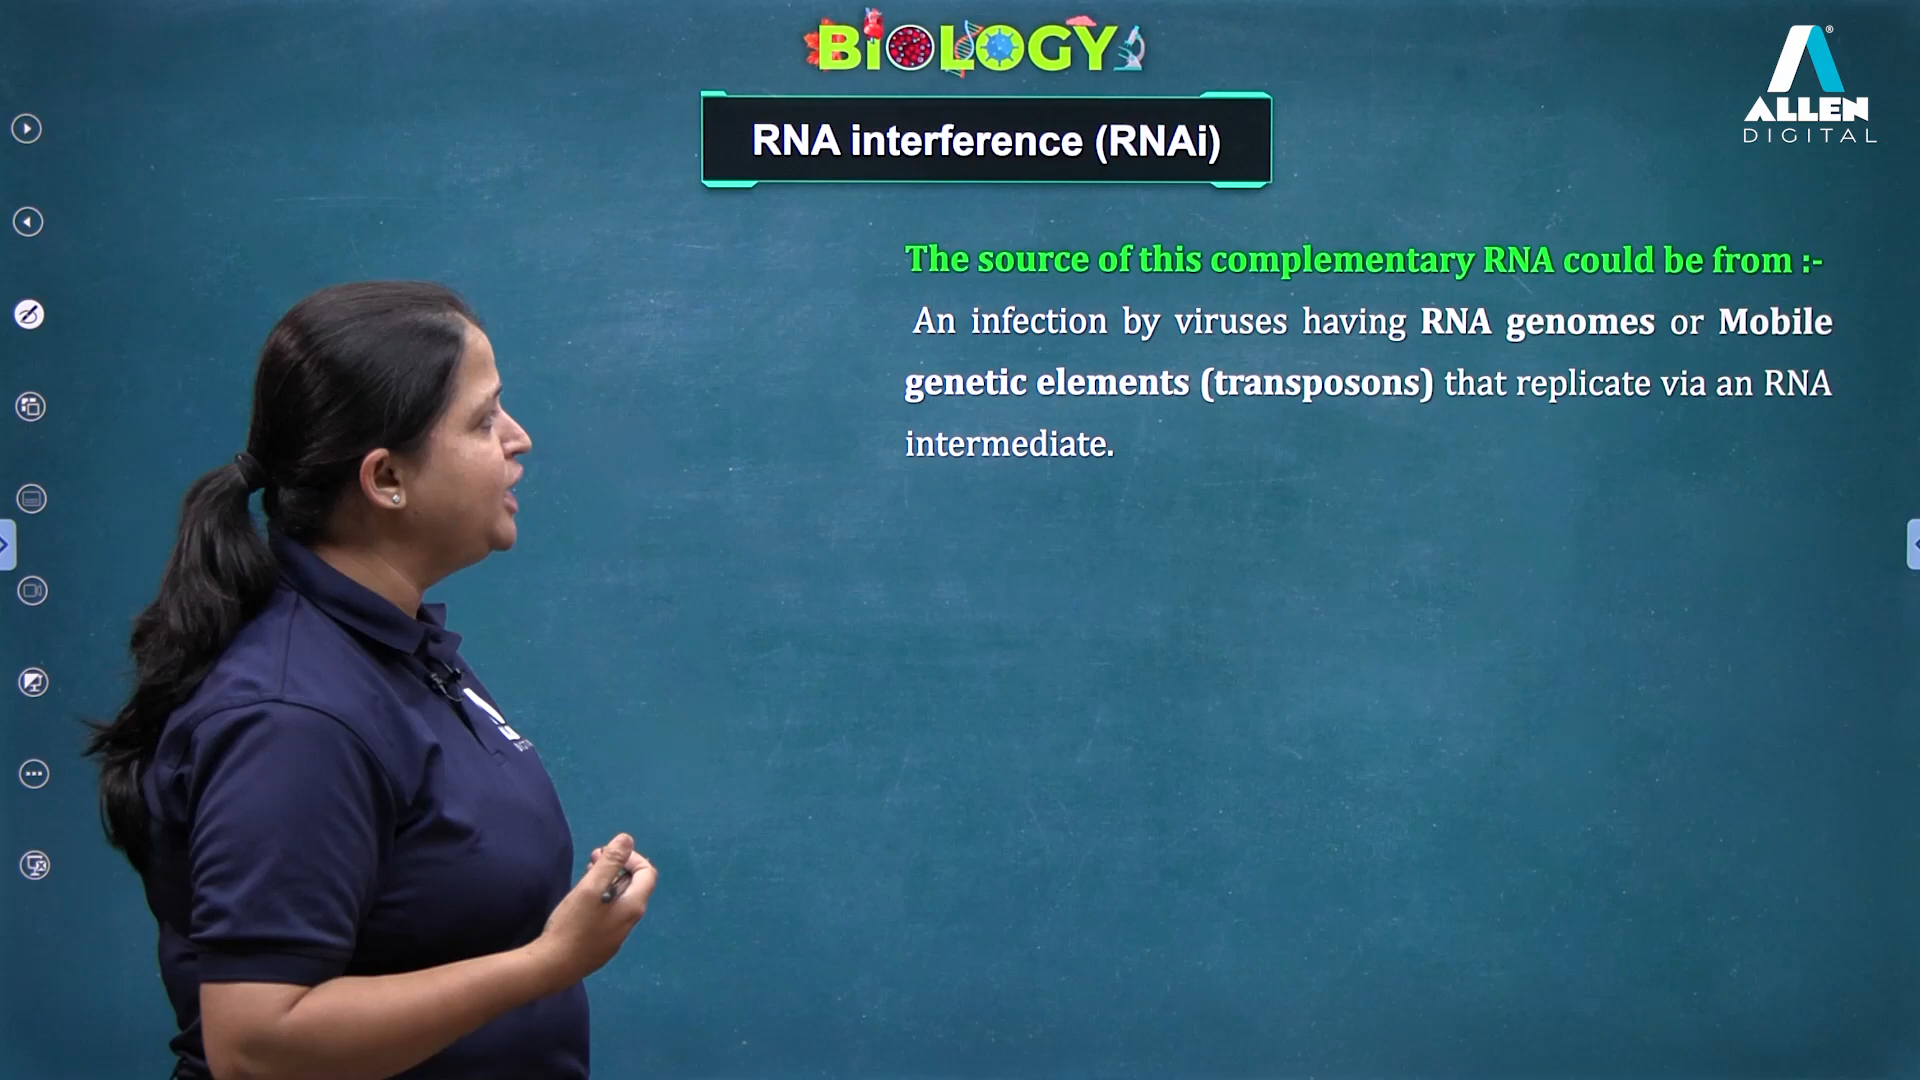 BiOLOGY
ALLEN
DIGITAL
RNA interference (RNAi)
The source of this complementary RNA could be from :-
An infection by viruses having RNA genomes or Mobile
genetic elements (transposons) that replicate via an RNA
intermediate.